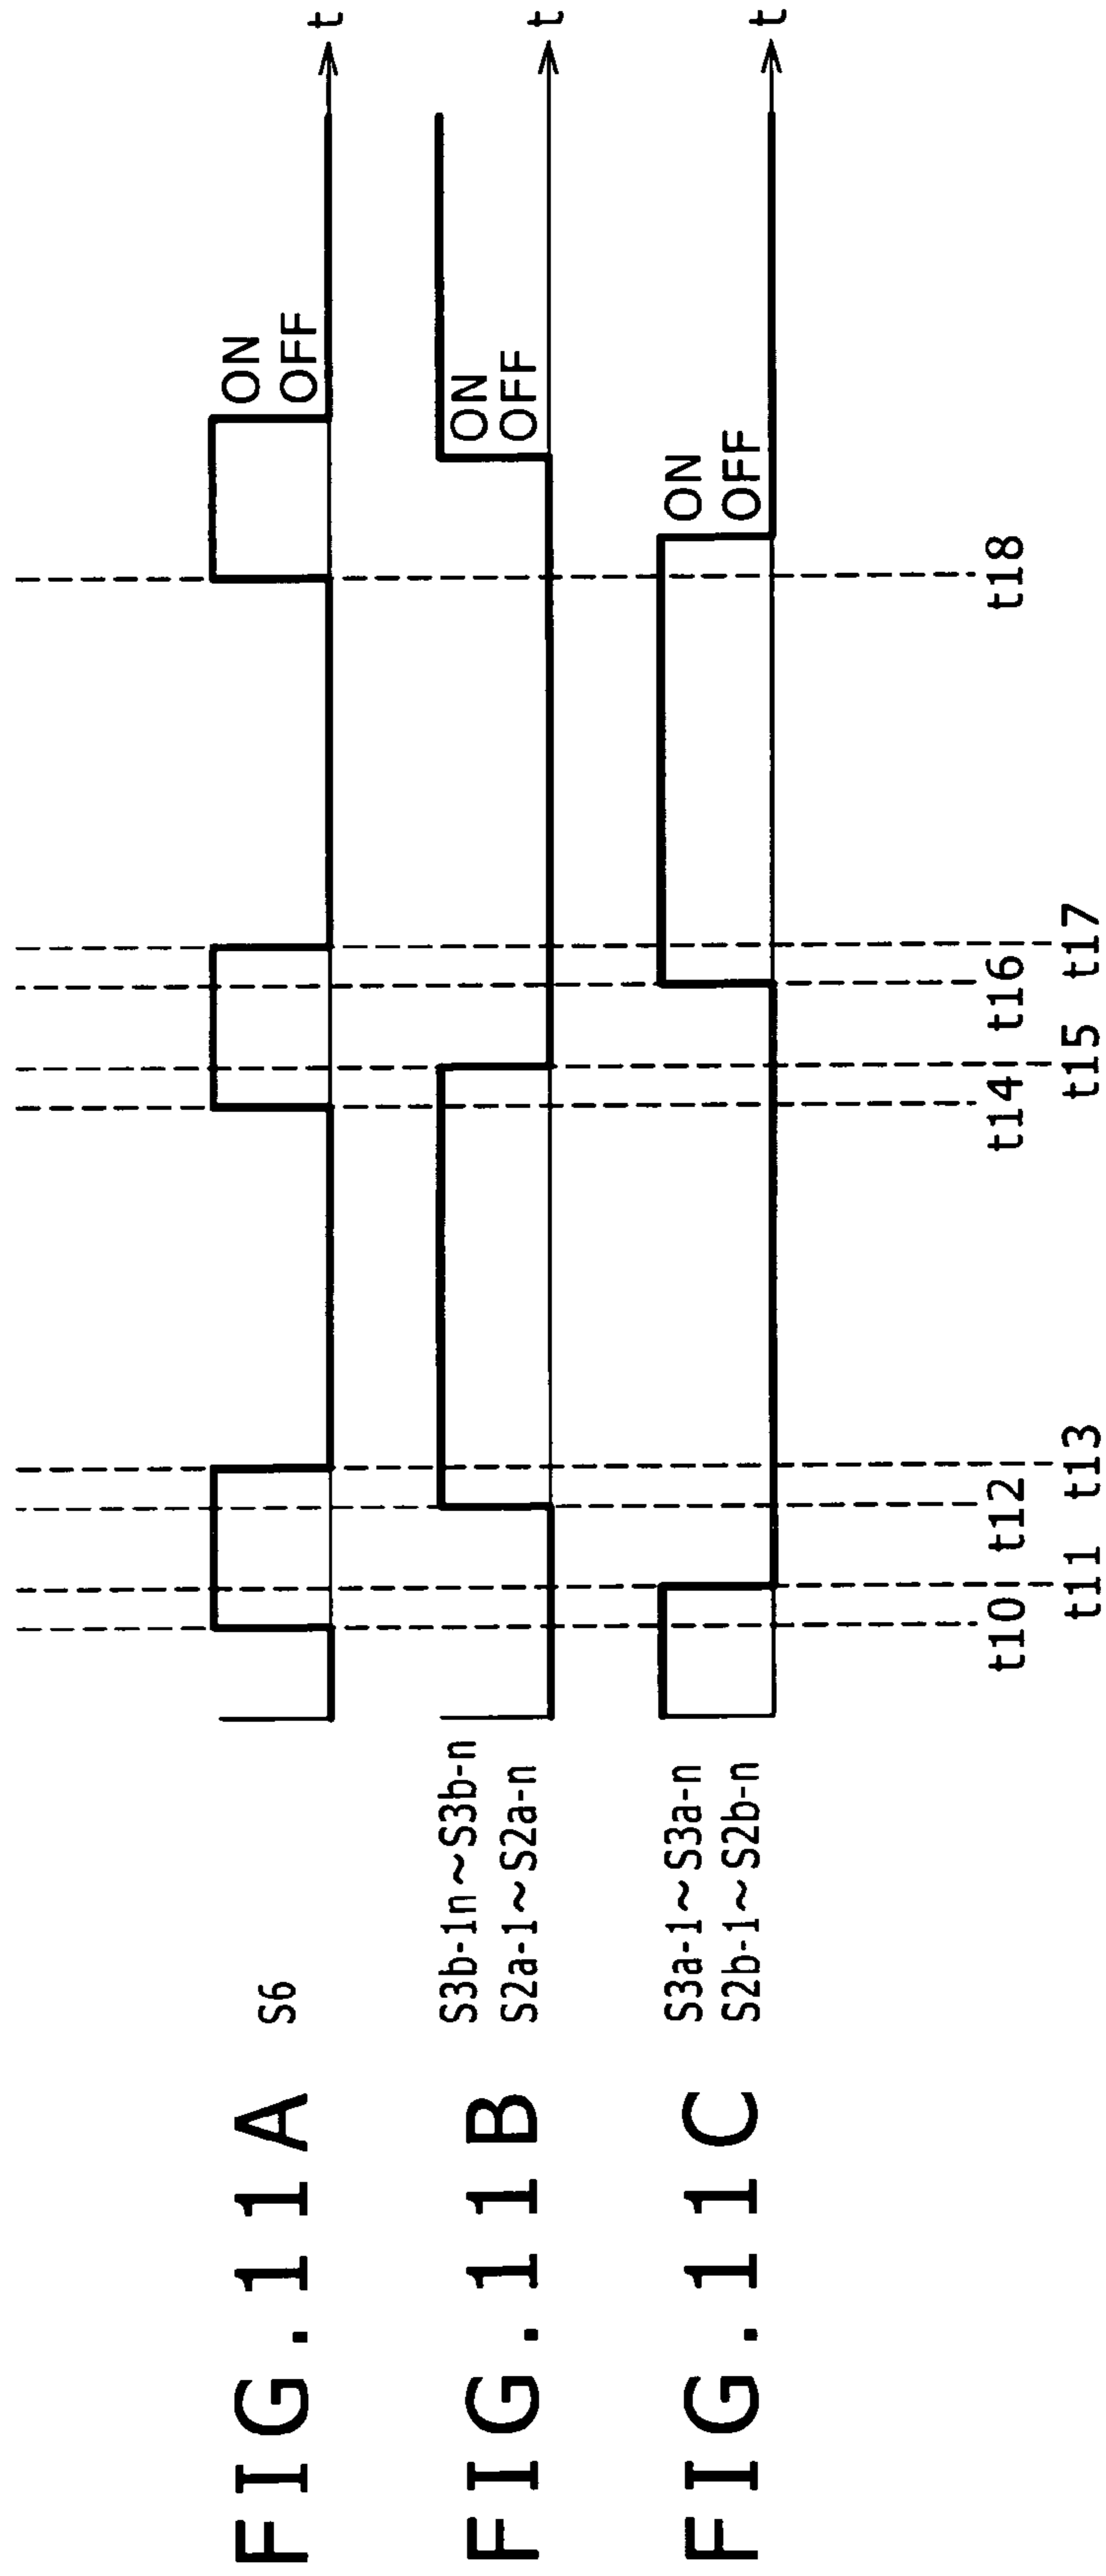 FIG.11A
S6
ON
OFF
t
FIG.11B
S3b-1n~S3b-n
S2a-1~S2a-n
ON
OFF
t
FIG.11C
S3a-1~S3a-n
S2b-1~S2b-n
ON
OFF
t
t10 t12 t14 t16 t18
t11 t13 t15 t17